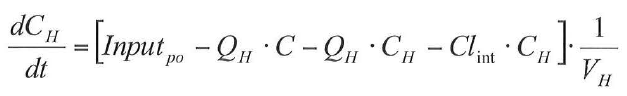 dC_H/dt = [Input_po − Q_H · C − Q_H · C_H − Cl_int · C_H] · 1/V_H